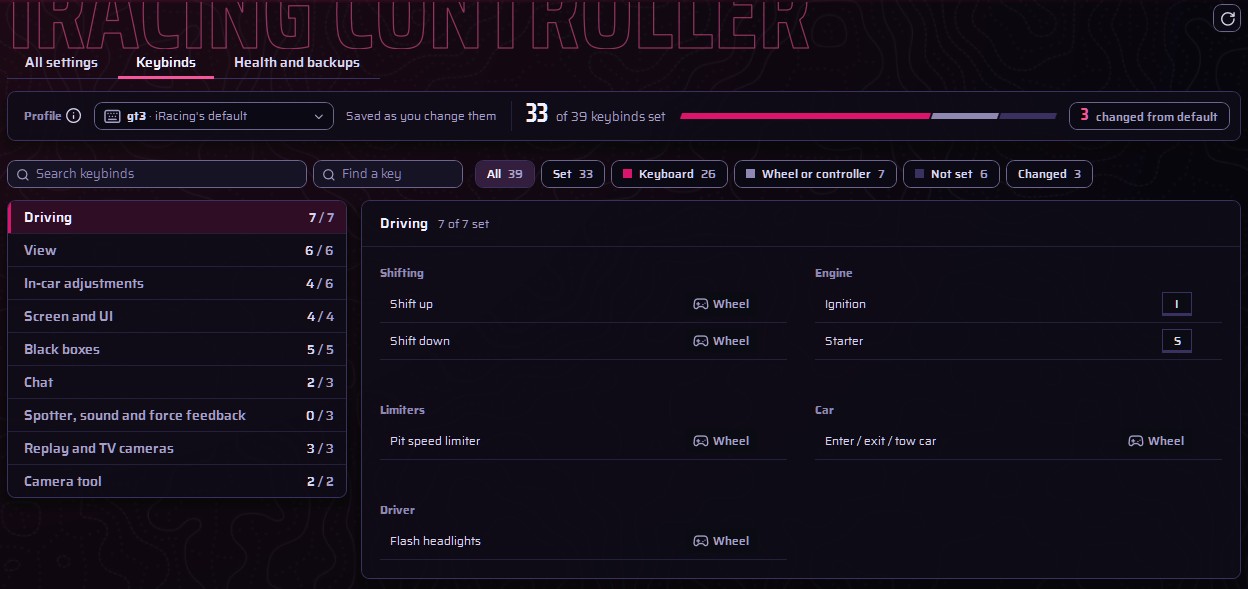 IRACING CONTROLLER
All settings Keybinds Health and backups
Profile gt3 · iRacing's default Saved as you change them 33 of 39 keybinds set 3 changed from default
Search keybinds Find a key All 39 Set 33 Keyboard 26 Wheel or controller 7 Not set 6 Changed 3
Driving 7 / 7
View 6 / 6
In-car adjustments 4 / 6
Screen and UI 4 / 4
Black boxes 5 / 5
Chat 2 / 3
Spotter, sound and force feedback 0 / 3
Replay and TV cameras 3 / 3
Camera tool 2 / 2
Driving 7 of 7 set
Shifting
Shift up Wheel
Shift down Wheel
Engine
Ignition I
Starter S
Limiters
Pit speed limiter Wheel
Car
Enter / exit / tow car Wheel
Driver
Flash headlights Wheel